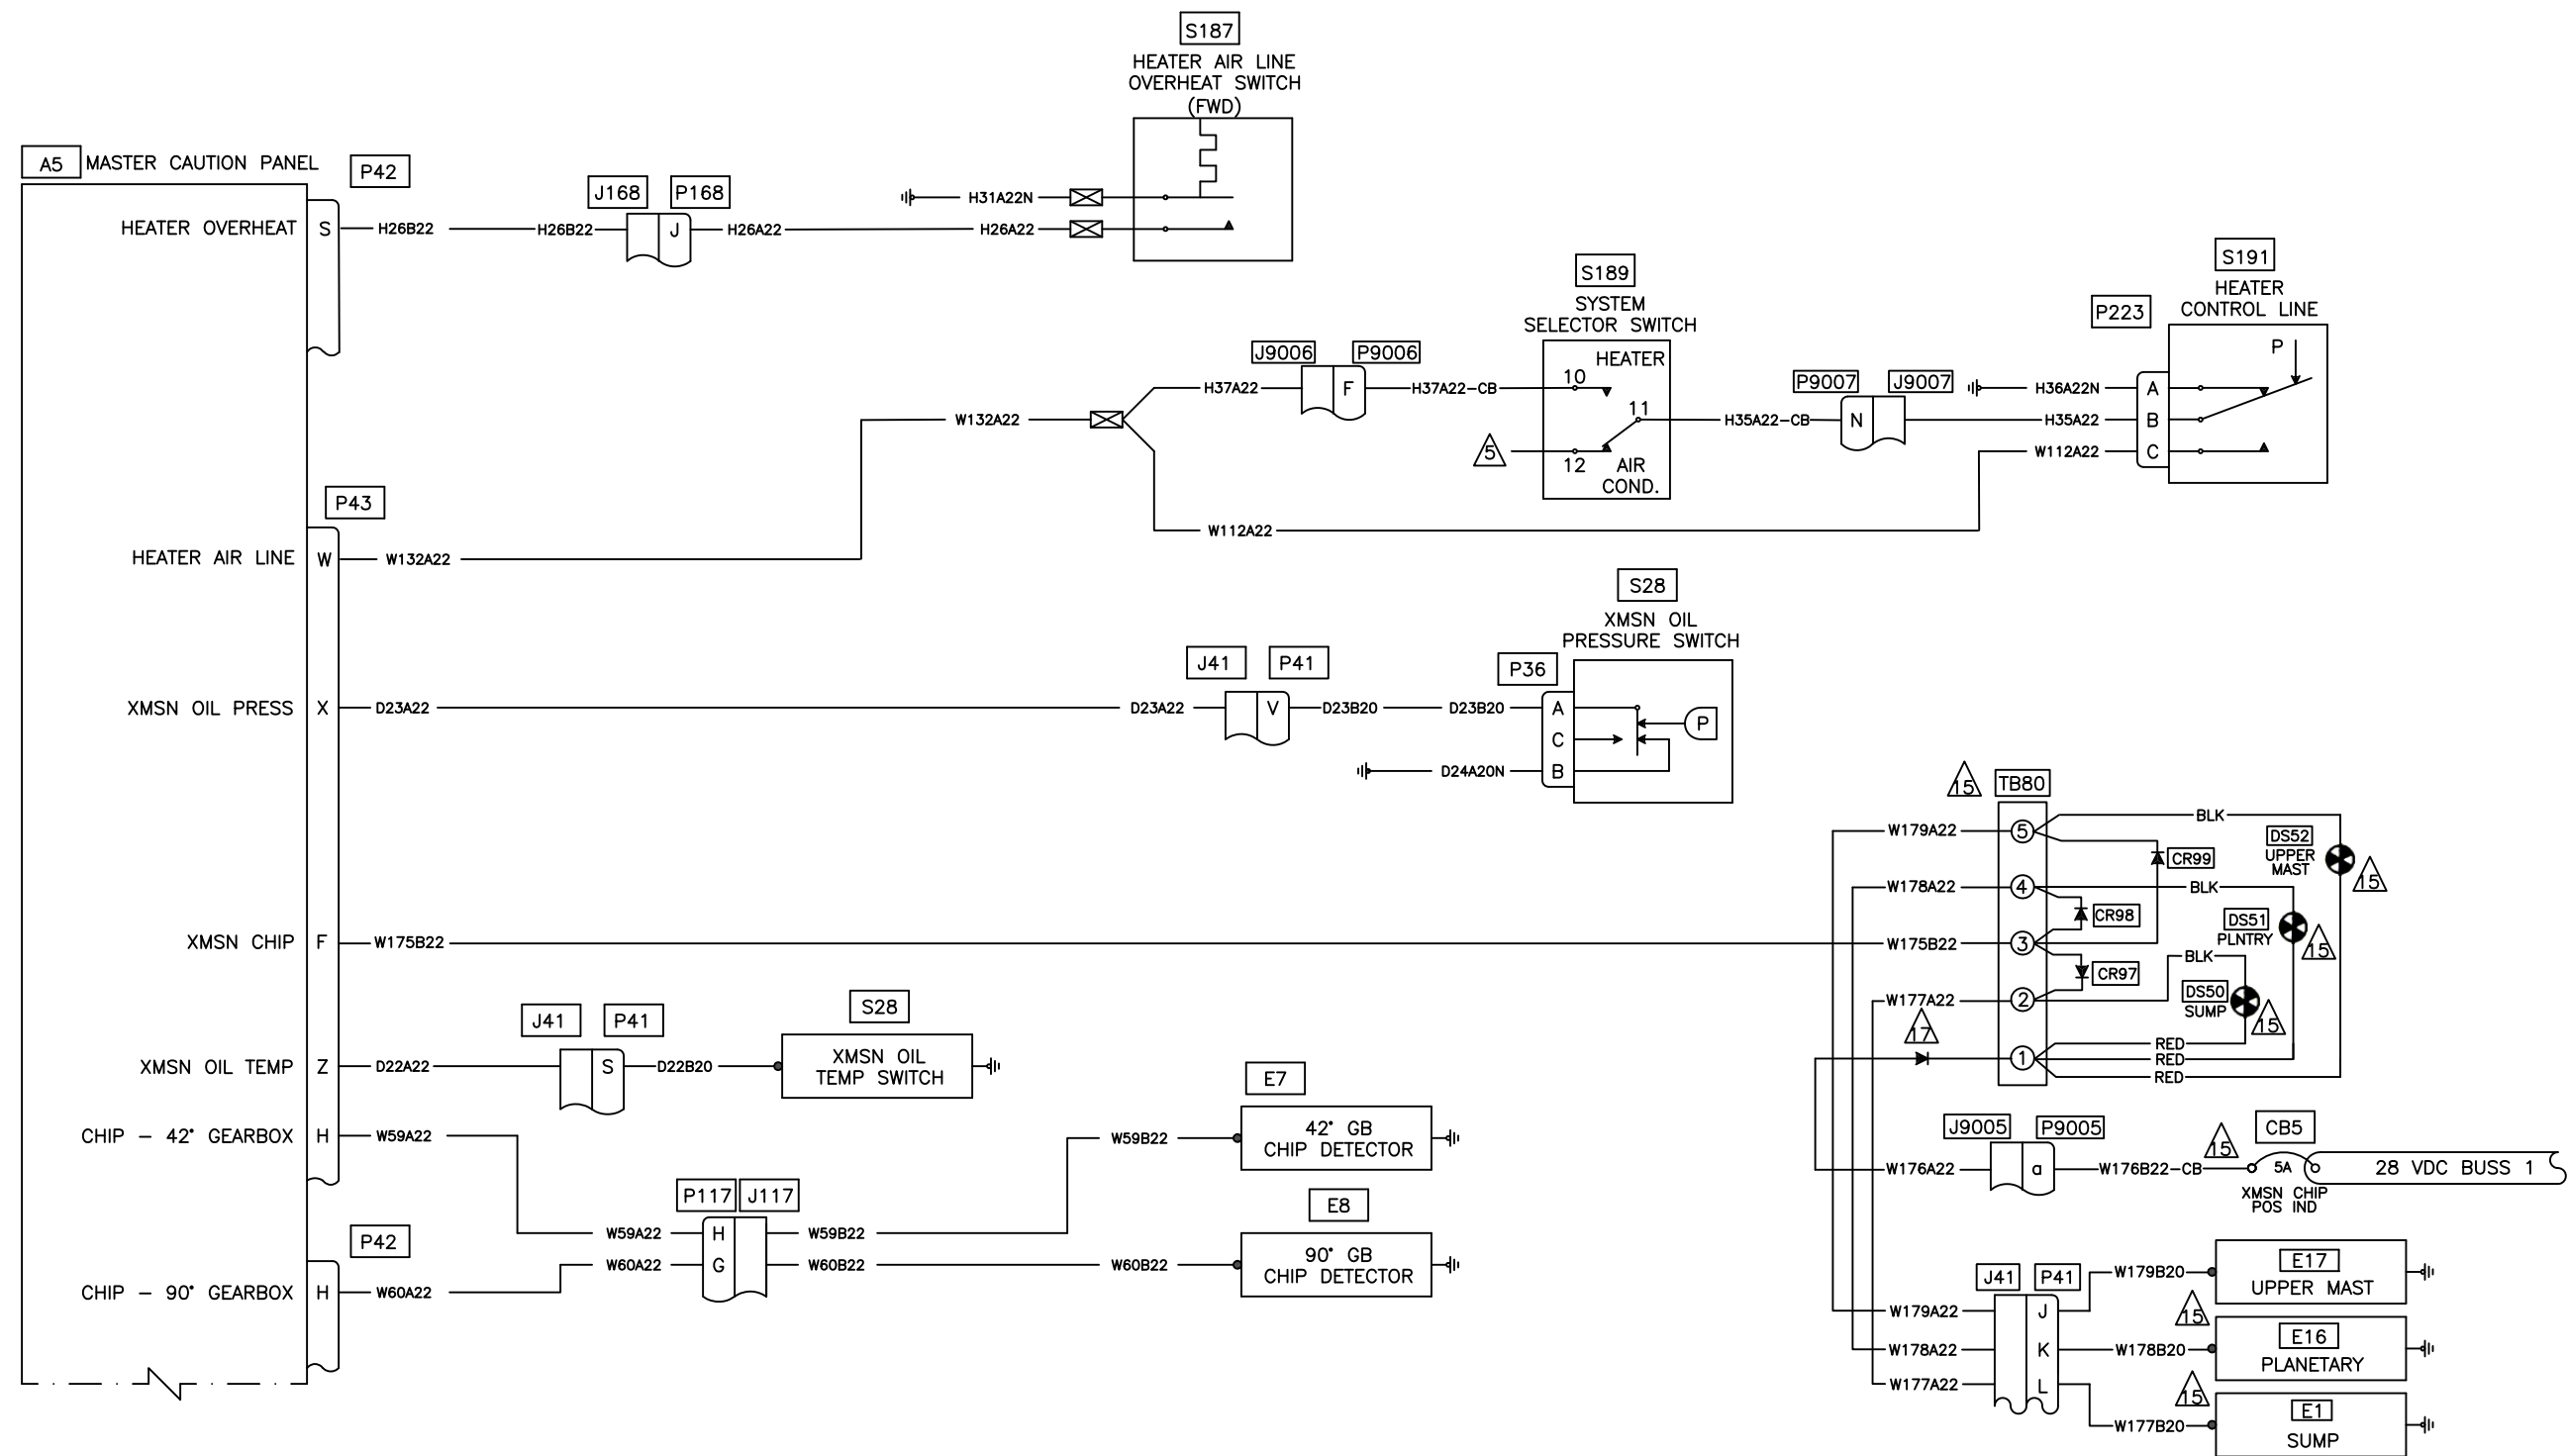 S187
HEATER AIR LINE
OVERHEAT SWITCH
(FWD)
A5 MASTER CAUTION PANEL
P42
J168 P168
H31A22N
HEATER OVERHEAT S H26B22 H26B22 J H26A22 H26A22
S189
SYSTEM
SELECTOR SWITCH
S191
HEATER
CONTROL LINE
P223
J9006 P9006
HEATER
P
10
H37A22 F H37A22-CB
P9007 J9007
H36A22N A
11
W132A22
H35A22-CB N H35A22 B
5
12
AIR
COND.
W112A22 C
P43
W112A22
HEATER AIR LINE W W132A22
S28
XMSN OIL
PRESSURE SWITCH
J41 P41
P36
XMSN OIL PRESS X D23A22 D23A22 V D23B20 D23B20 A
P
C
D24A20N B
15 TB80
BLK
W179A22 5
DS52
UPPER
MAST
CR99
15
W178A22 4 BLK
CR98
DS51
PLNTRY
15
XMSN CHIP F W175B22 W175B22 3
BLK
CR97
DS50
SUMP
15
W177A22 2
17
RED
1 RED
RED
J41 P41
S28
XMSN OIL TEMP Z D22A22 S D22B20
XMSN OIL
TEMP SWITCH
E7
42° GB
CHIP DETECTOR
CHIP - 42° GEARBOX H W59A22 W59B22
J9005 P9005
15
CB5
W176A22 a W176B22-CB 5A 28 VDC BUSS 1
XMSN CHIP
POS IND
P117 J117
E8
W59A22 H W59B22
P42
W60A22 G W60B22 W60B22
90° GB
CHIP DETECTOR
CHIP - 90° GEARBOX H W60A22
J41 P41
W179B20
E17
UPPER MAST
W179A22 J
15
W178A22 K W178B20
E16
PLANETARY
W177A22 L
15
W177B20
E1
SUMP